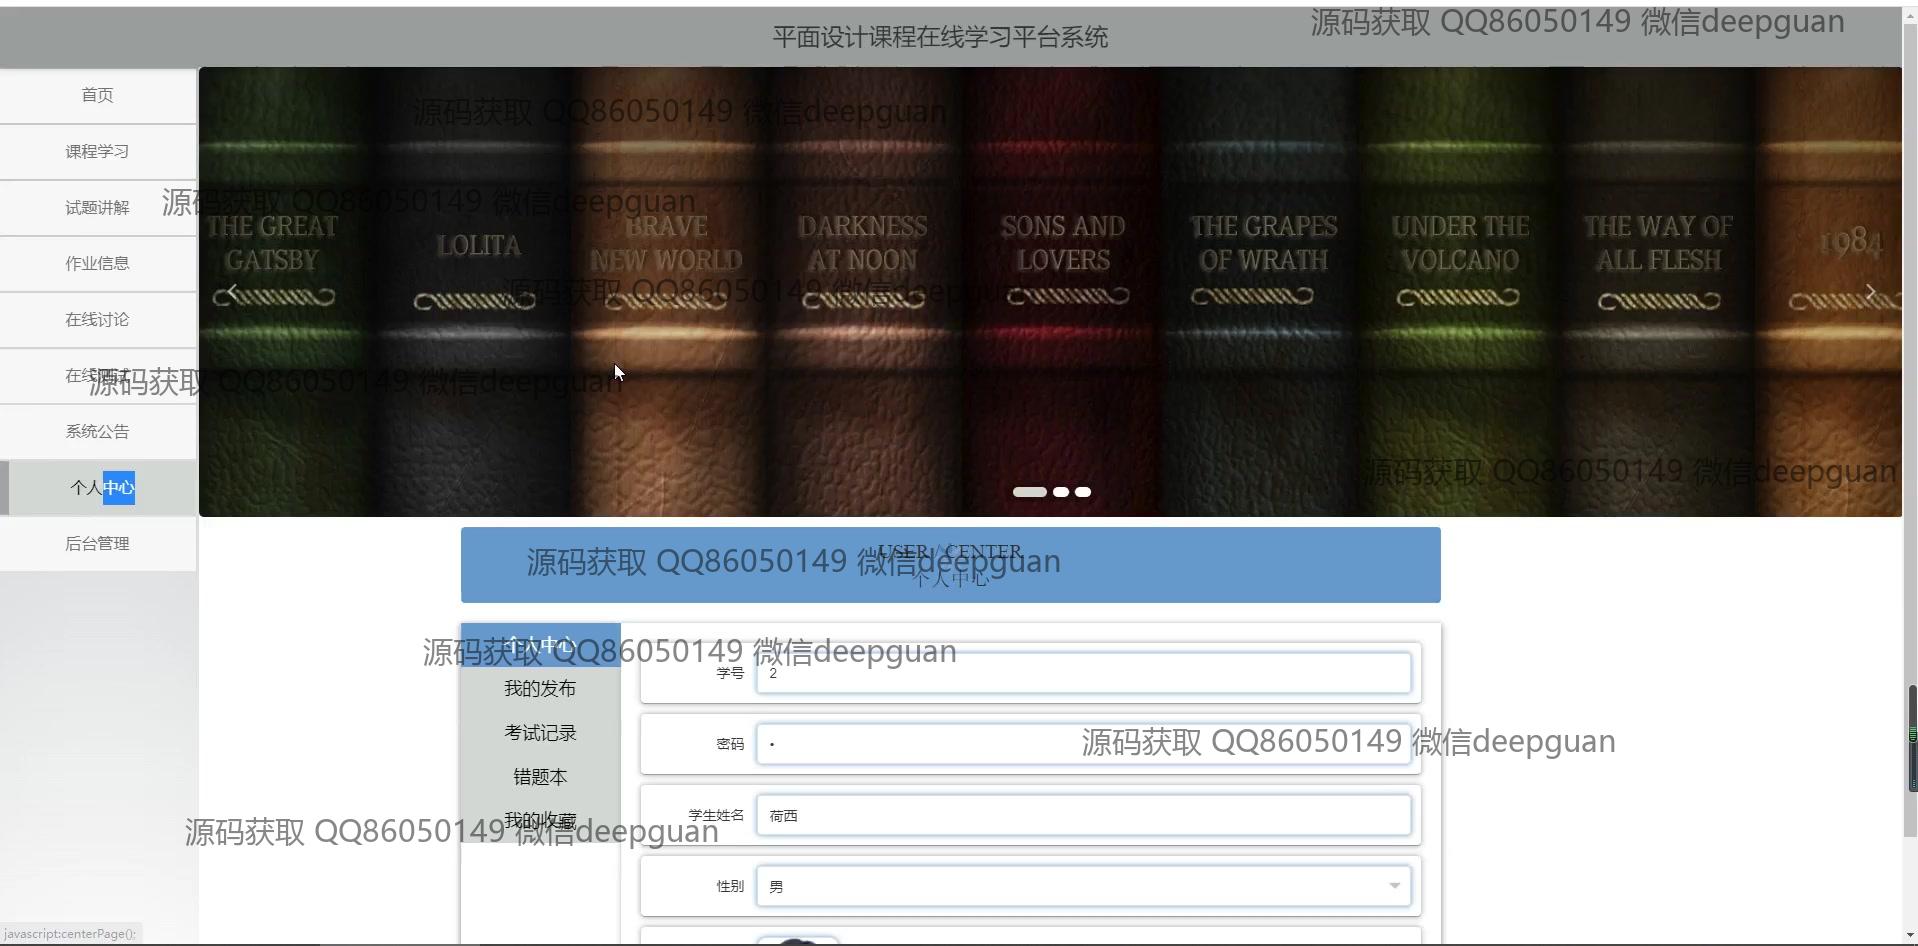 平面设计课程在线学习平台系统
源码获取 QQ86050149 微信deepguan
首页
课程学习
试题讲解
作业信息
在线讨论
在线测试
系统公告
个人中心
后台管理
源码获取 QQ86050149 微信deepguan
源码获取 QQ86050149 微信deepguan
THE GREAT
GATSBY
LOLITA
BRAVE
NEW WORLD
DARKNESS
AT NOON
SONS AND
LOVERS
THE GRAPES
OF WRATH
UNDER THE
VOLCANO
THE WAY OF
ALL FLESH
1984
源码获取 QQ86050149 微信deepguan
源码获取 QQ86050149 微信deepguan
源码获取 QQ86050149 微信deepguan
USER / CENTER
个人中心
源码获取 QQ86050149 微信deepguan
个人中心
我的发布
考试记录
错题本
我的收藏
源码获取 QQ86050149 微信deepguan
学号 2
密码 •
源码获取 QQ86050149 微信deepguan
学生姓名 荷西
源码获取 QQ86050149 微信deepguan
性别 男
javascript:centerPage();